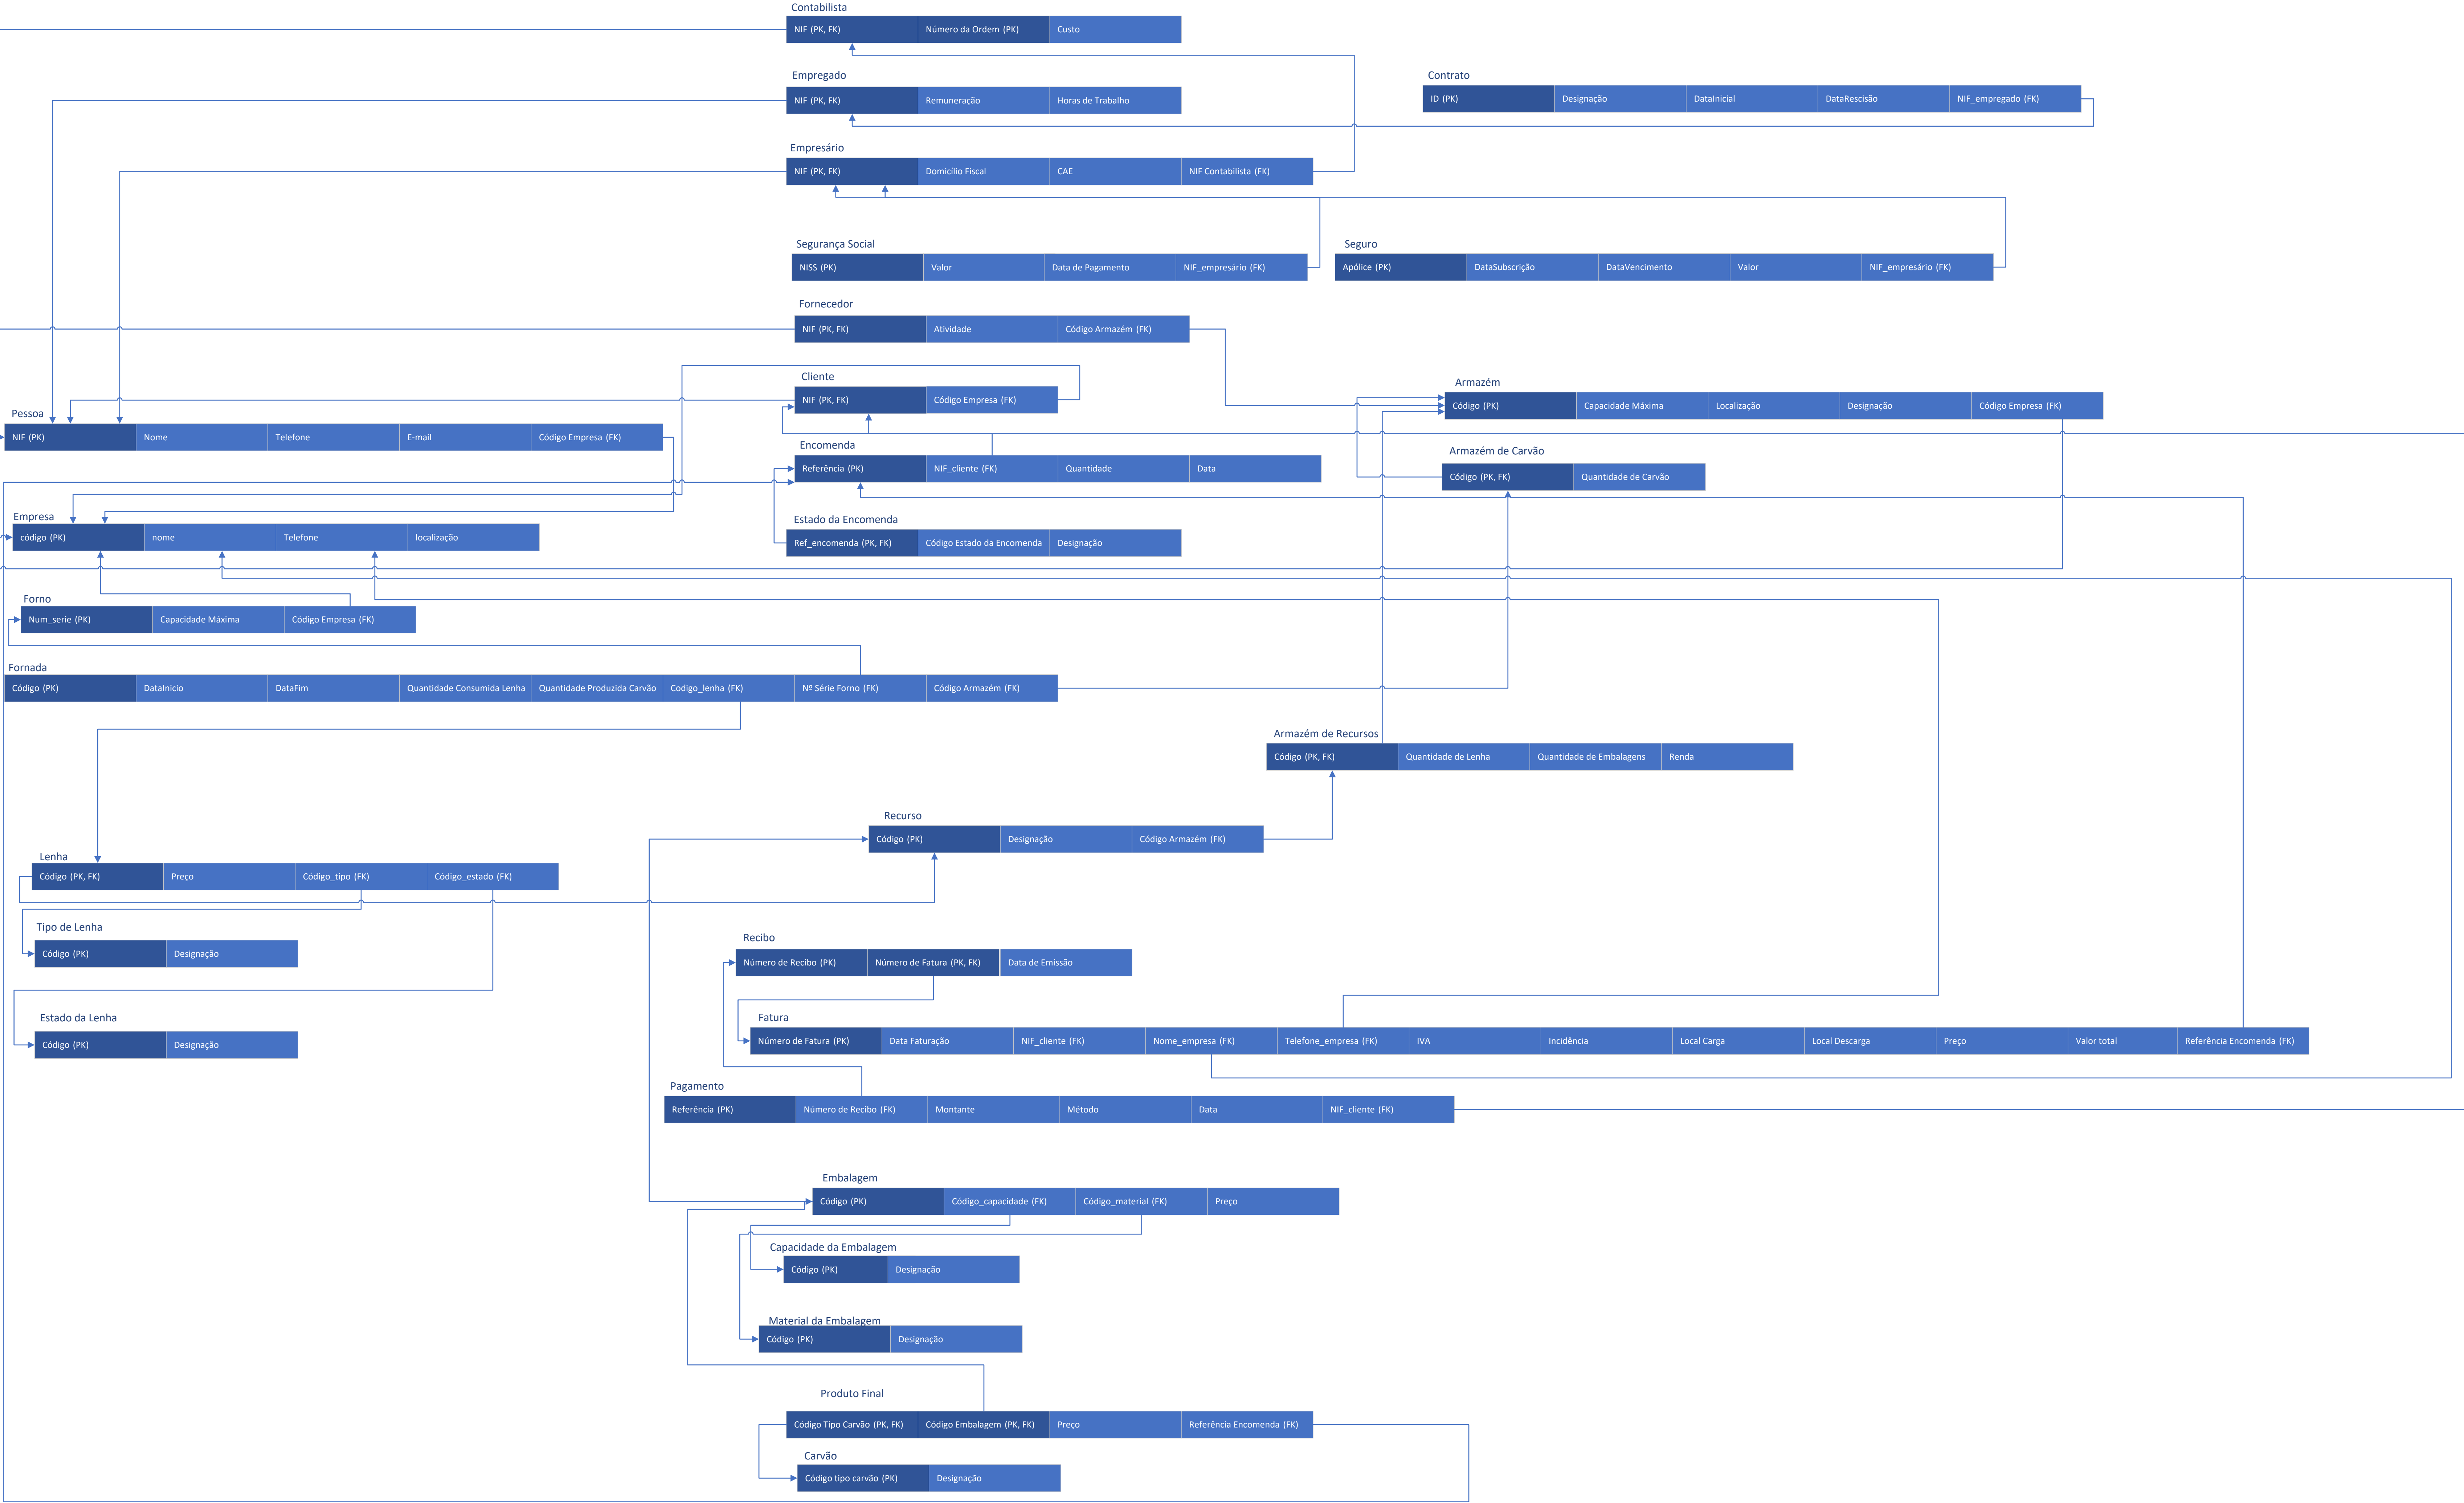 Contabilista
NIF (PK, FK) Número da Ordem (PK) Custo
Empregado
NIF (PK, FK) Remuneração Horas de Trabalho
Contrato
ID (PK) Designação DataInicial DataRescisão NIF_empregado (FK)
Empresário
NIF (PK, FK) Domicílio Fiscal CAE NIF Contabilista (FK)
Segurança Social
NISS (PK) Valor Data de Pagamento NIF_empresário (FK)
Seguro
Apólice (PK) DataSubscrição DataVencimento Valor NIF_empresário (FK)
Fornecedor
NIF (PK, FK) Atividade Código Armazém (FK)
Cliente
NIF (PK, FK) Código Empresa (FK)
Armazém
Código (PK) Capacidade Máxima Localização Designação Código Empresa (FK)
Pessoa
NIF (PK) Nome Telefone E-mail Código Empresa (FK)
Encomenda
Referência (PK) NIF_cliente (FK) Quantidade Data
Armazém de Carvão
Código (PK, FK) Quantidade de Carvão
Empresa
código (PK) nome Telefone localização
Estado da Encomenda
Ref_encomenda (PK, FK) Código Estado da Encomenda Designação
Forno
Num_serie (PK) Capacidade Máxima Código Empresa (FK)
Fornada
Código (PK) DataInicio DataFim Quantidade Consumida Lenha Quantidade Produzida Carvão Codigo_lenha (FK) Nº Série Forno (FK) Código Armazém (FK)
Armazém de Recursos
Código (PK, FK) Quantidade de Lenha Quantidade de Embalagens Renda
Recurso
Código (PK) Designação Código Armazém (FK)
Lenha
Código (PK, FK) Preço Código_tipo (FK) Código_estado (FK)
Tipo de Lenha
Código (PK) Designação
Recibo
Número de Recibo (PK) Número de Fatura (PK, FK) Data de Emissão
Estado da Lenha
Código (PK) Designação
Fatura
Número de Fatura (PK) Data Faturação NIF_cliente (FK) Nome_empresa (FK) Telefone_empresa (FK) IVA Incidência Local Carga Local Descarga Preço Valor total Referência Encomenda (FK)
Pagamento
Referência (PK) Número de Recibo (FK) Montante Método Data NIF_cliente (FK)
Embalagem
Código (PK) Código_capacidade (FK) Código_material (FK) Preço
Capacidade da Embalagem
Código (PK) Designação
Material da Embalagem
Código (PK) Designação
Produto Final
Código Tipo Carvão (PK, FK) Código Embalagem (PK, FK) Preço Referência Encomenda (FK)
Carvão
Código tipo carvão (PK) Designação